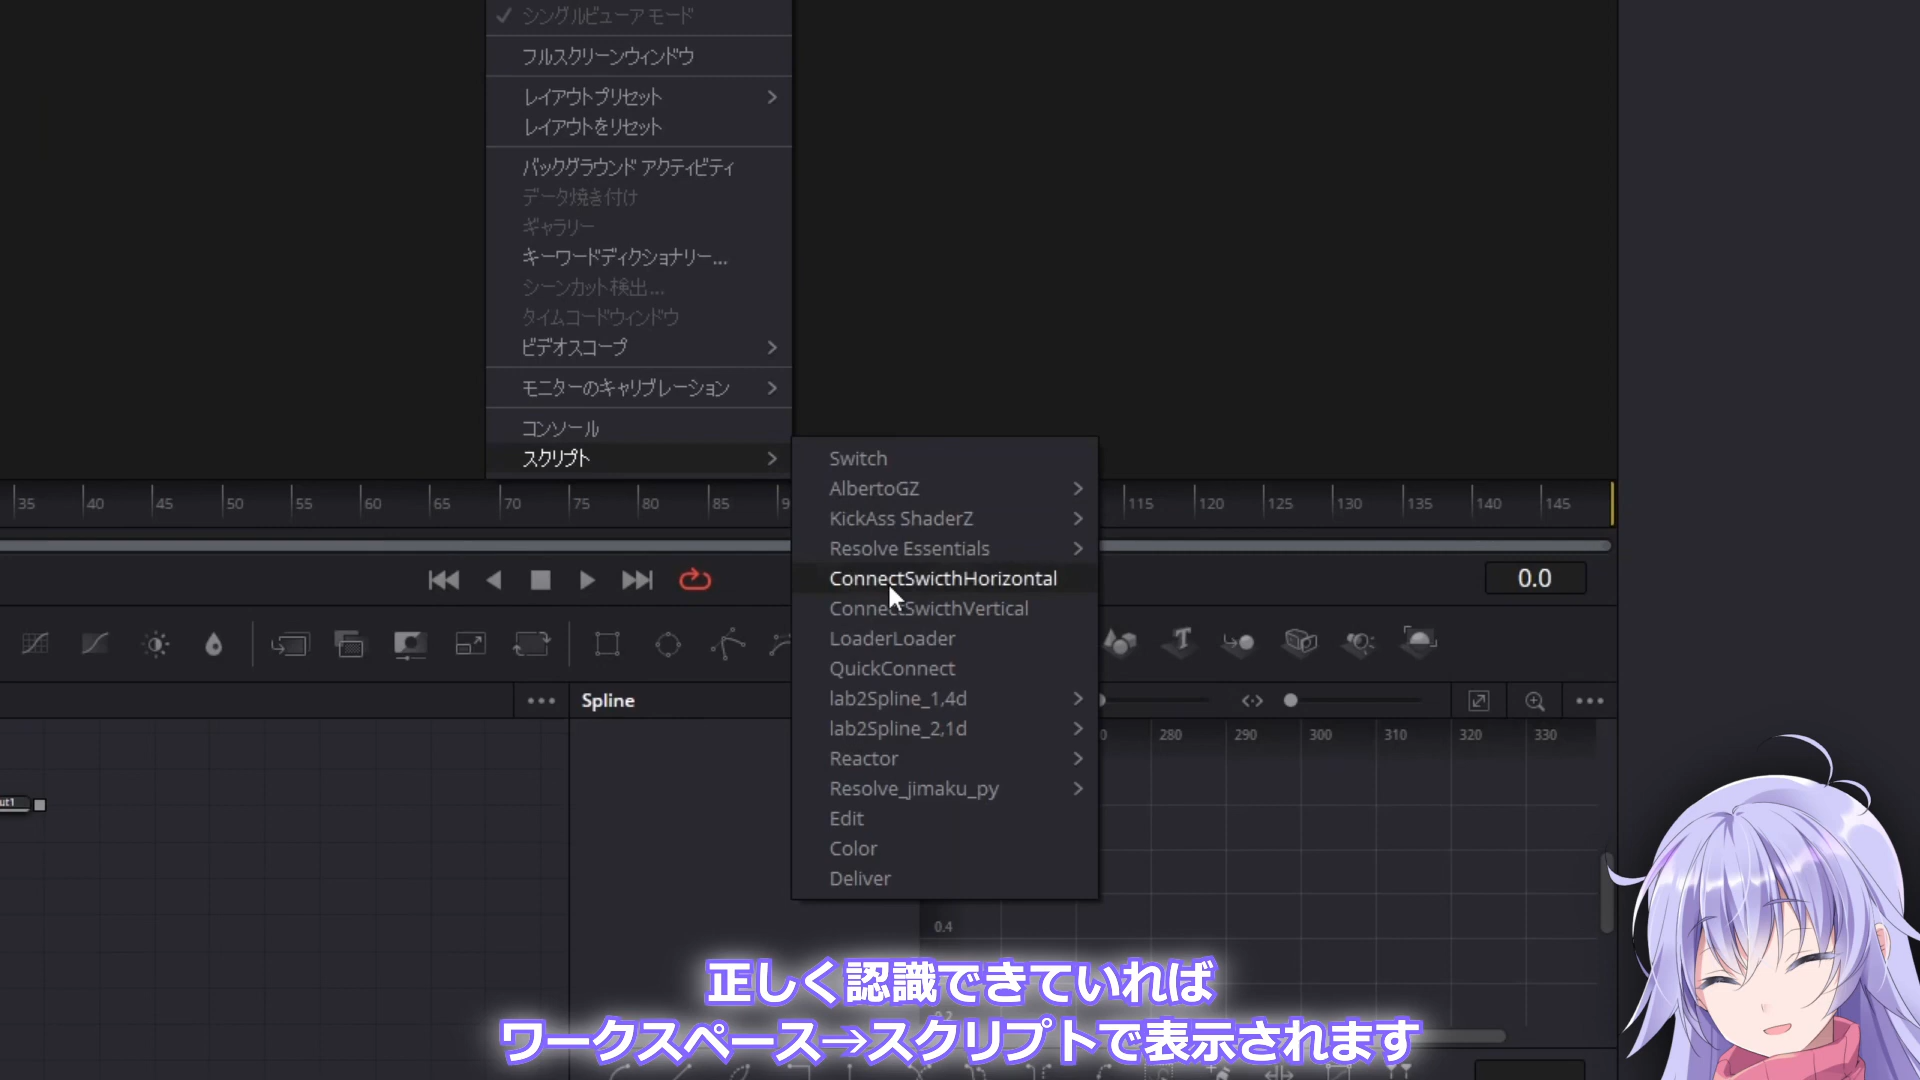 シングルビューア モード
フルスクリーンウィンドウ
レイアウトプリセット
レイアウトをリセット
バックグラウンド アクティビティ
データ焼き付け
ギャラリー
キーワードディクショナリー...
シーンカット検出...
タイムコードウィンドウ
ビデオスコープ
モニターのキャリブレーション
コンソール
スクリプト
Switch
AlbertoGZ
KickAss ShaderZ
Resolve Essentials
ConnectSwicthHorizontal
ConnectSwicthVertical
LoaderLoader
QuickConnect
lab2Spline_1,4d
lab2Spline_2,1d
Reactor
Resolve_jimaku_py
Edit
Color
Deliver
35 40 45 50 55 60 65 70 75 80 85 9 115 120 125 130 135 140 145
0.0
Spline
0 280 290 300 310 320 330
ut1
0.4
0.2
正しく認識できていれば
ワークスペース→スクリプトで表示されます